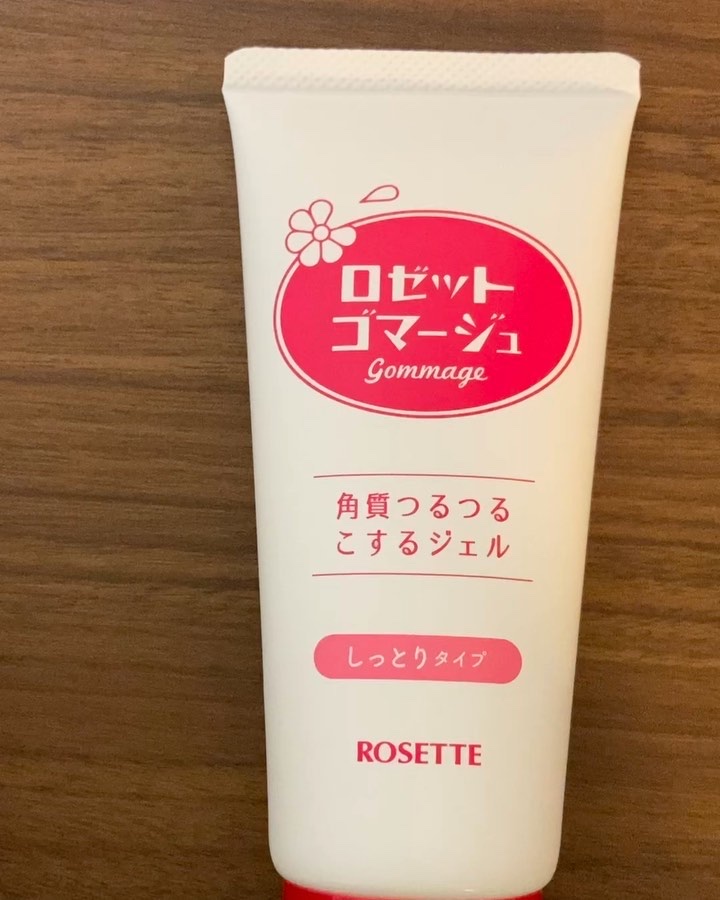 ロゼット
ゴマージュ
Gommage
角質つるつる
こするジェル
しっとりタイプ
ROSETTE